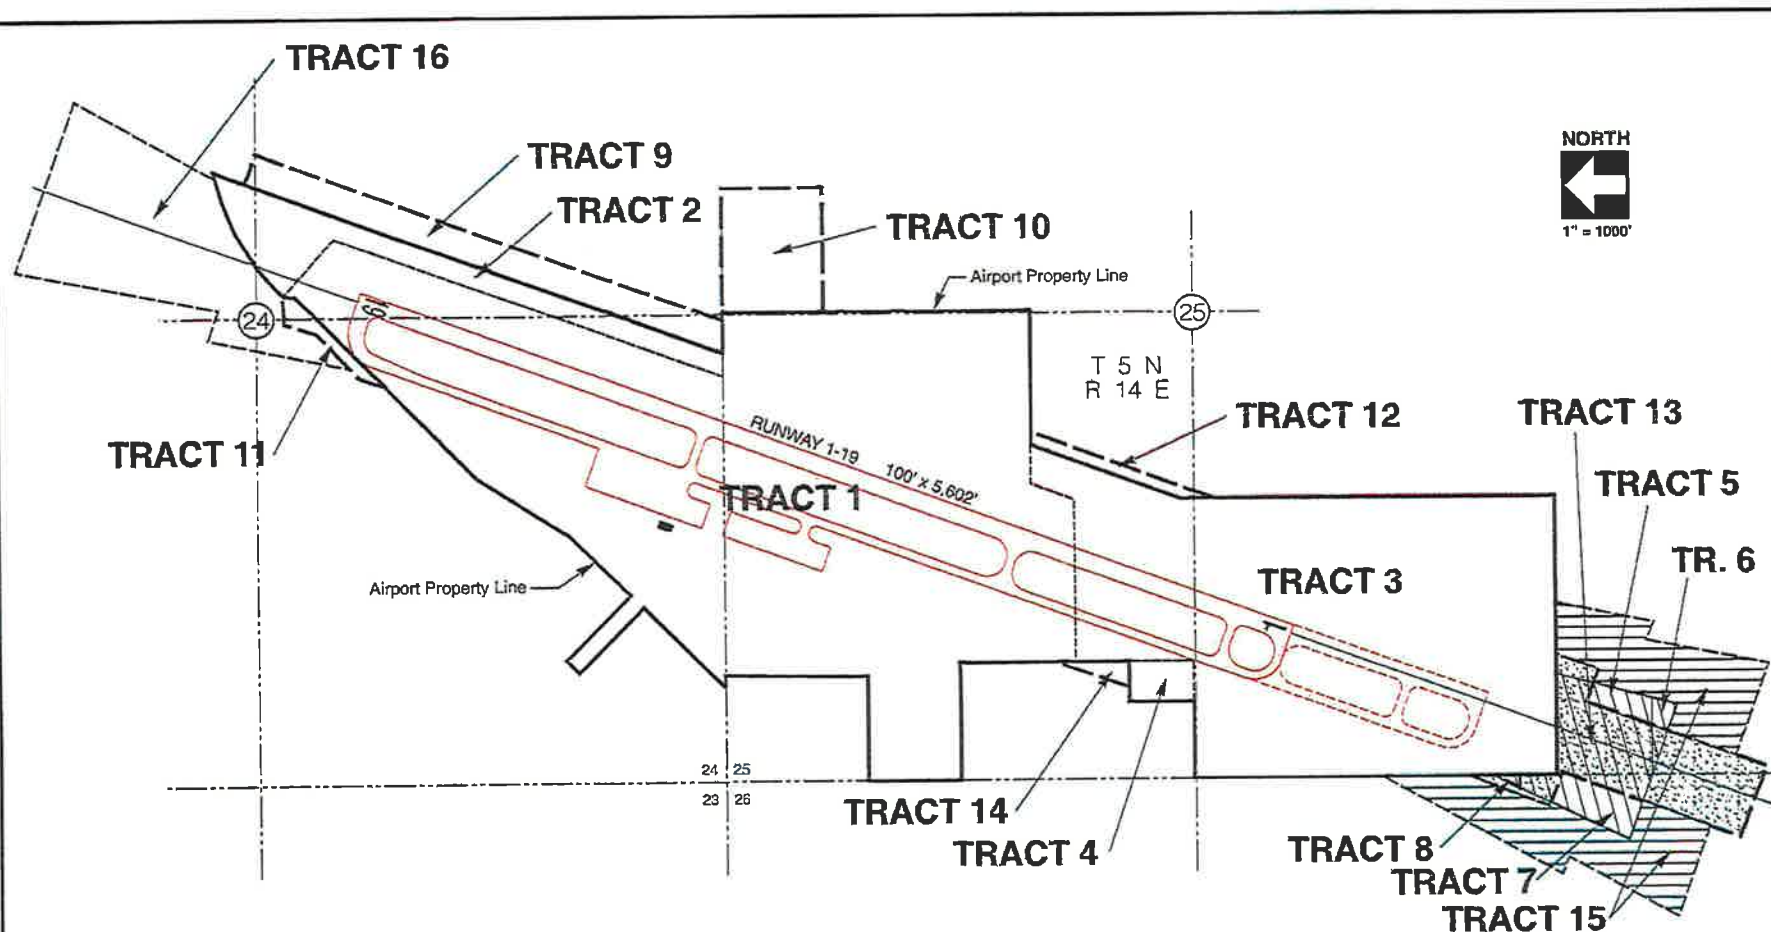 TRACT 16
NORTH
1" = 1000'
TRACT 9
TRACT 2
TRACT 10
Airport Property Line
19
24
25
T 5 N
R 14 E
TRACT 12
TRACT 13
TRACT 11
RUNWAY 1-19 100' x 5,602'
TRACT 5
TRACT 1
TR. 6
TRACT 3
Airport Property Line
1
24 25
23 26
TRACT 14
TRACT 4
TRACT 8
TRACT 7
TRACT 15